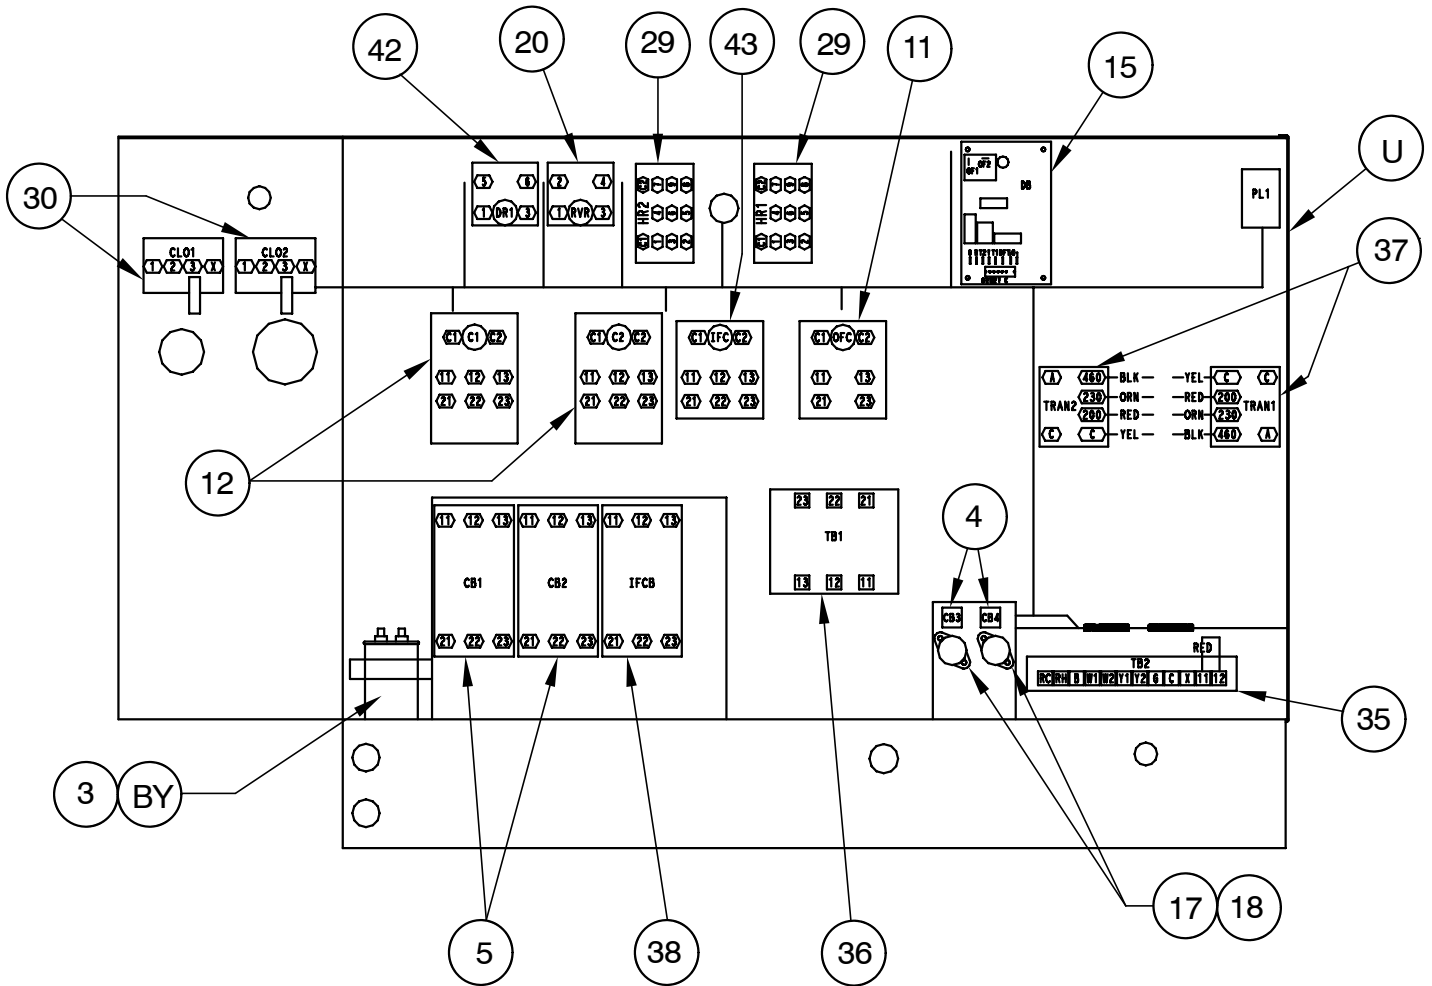 42
20
29
43
29
11
15
U
30
37
5 6
1 DR1 3
2 4
1 RVR 3
HR2
HR1
OF1 OF2
DB
PL1
CLO1
1 2 3 X
CLO2
1 2 3 X
C1 C1 C2
11 12 13
21 22 23
C1 C2 C2
11 12 13
21 22 23
C1 IFC C2
11 12 13
21 22 23
C1 OFC C2
11 13
21 23
A 460 BLK
230 ORN
TRAN2
200 RED
C C YEL
YEL C C
RED 200
TRAN1
ORN 230
BLK 460 A
12
4
11 12 13
CB1
21 22 23
11 12 13
CB2
21 22 23
11 12 13
IFCB
21 22 23
23 22 21
TB1
13 12 11
CB3 CB4
RED
TB2
RC RH B W1 W2 Y1 Y2 G C X 11 12
35
3 BY
17 18
5
38
36